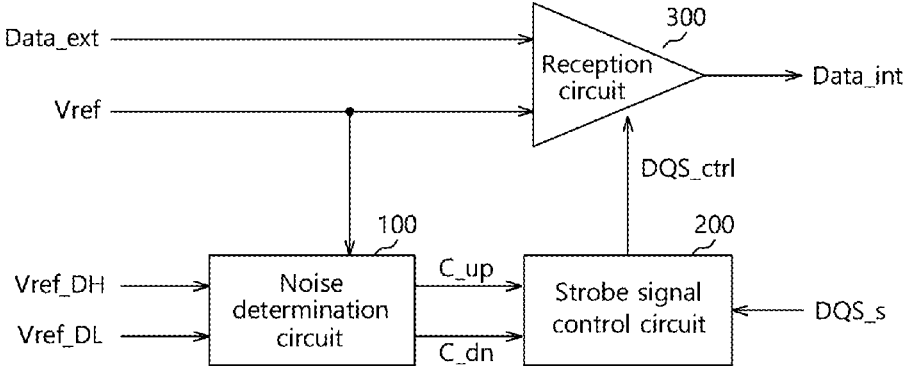 Data_ext
300
Reception
circuit
Data_int
Vref
DQS_ctrl
100
200
Vref_DH
Vref_DL
Noise
determination
circuit
C_up
C_dn
Strobe signal
control circuit
DQS_s